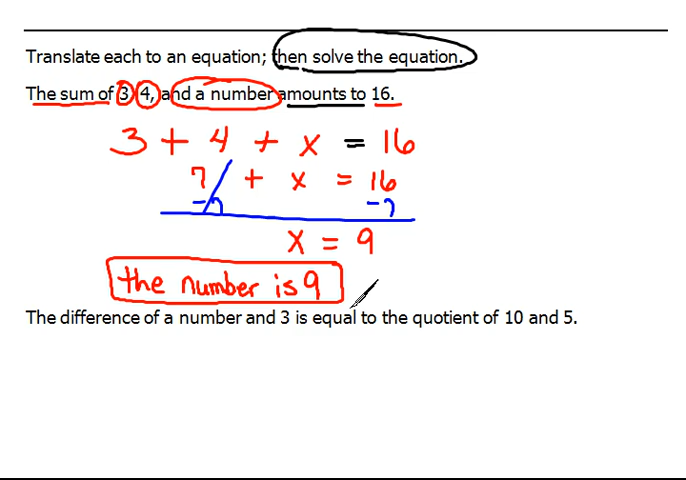 Translate each to an equation; then solve the equation.
The sum of 3, 4, and a number amounts to 16.
3 + 4 + x = 16
7 + x = 16
-7 -7
x = 9
the number is 9
The difference of a number and 3 is equal to the quotient of 10 and 5.